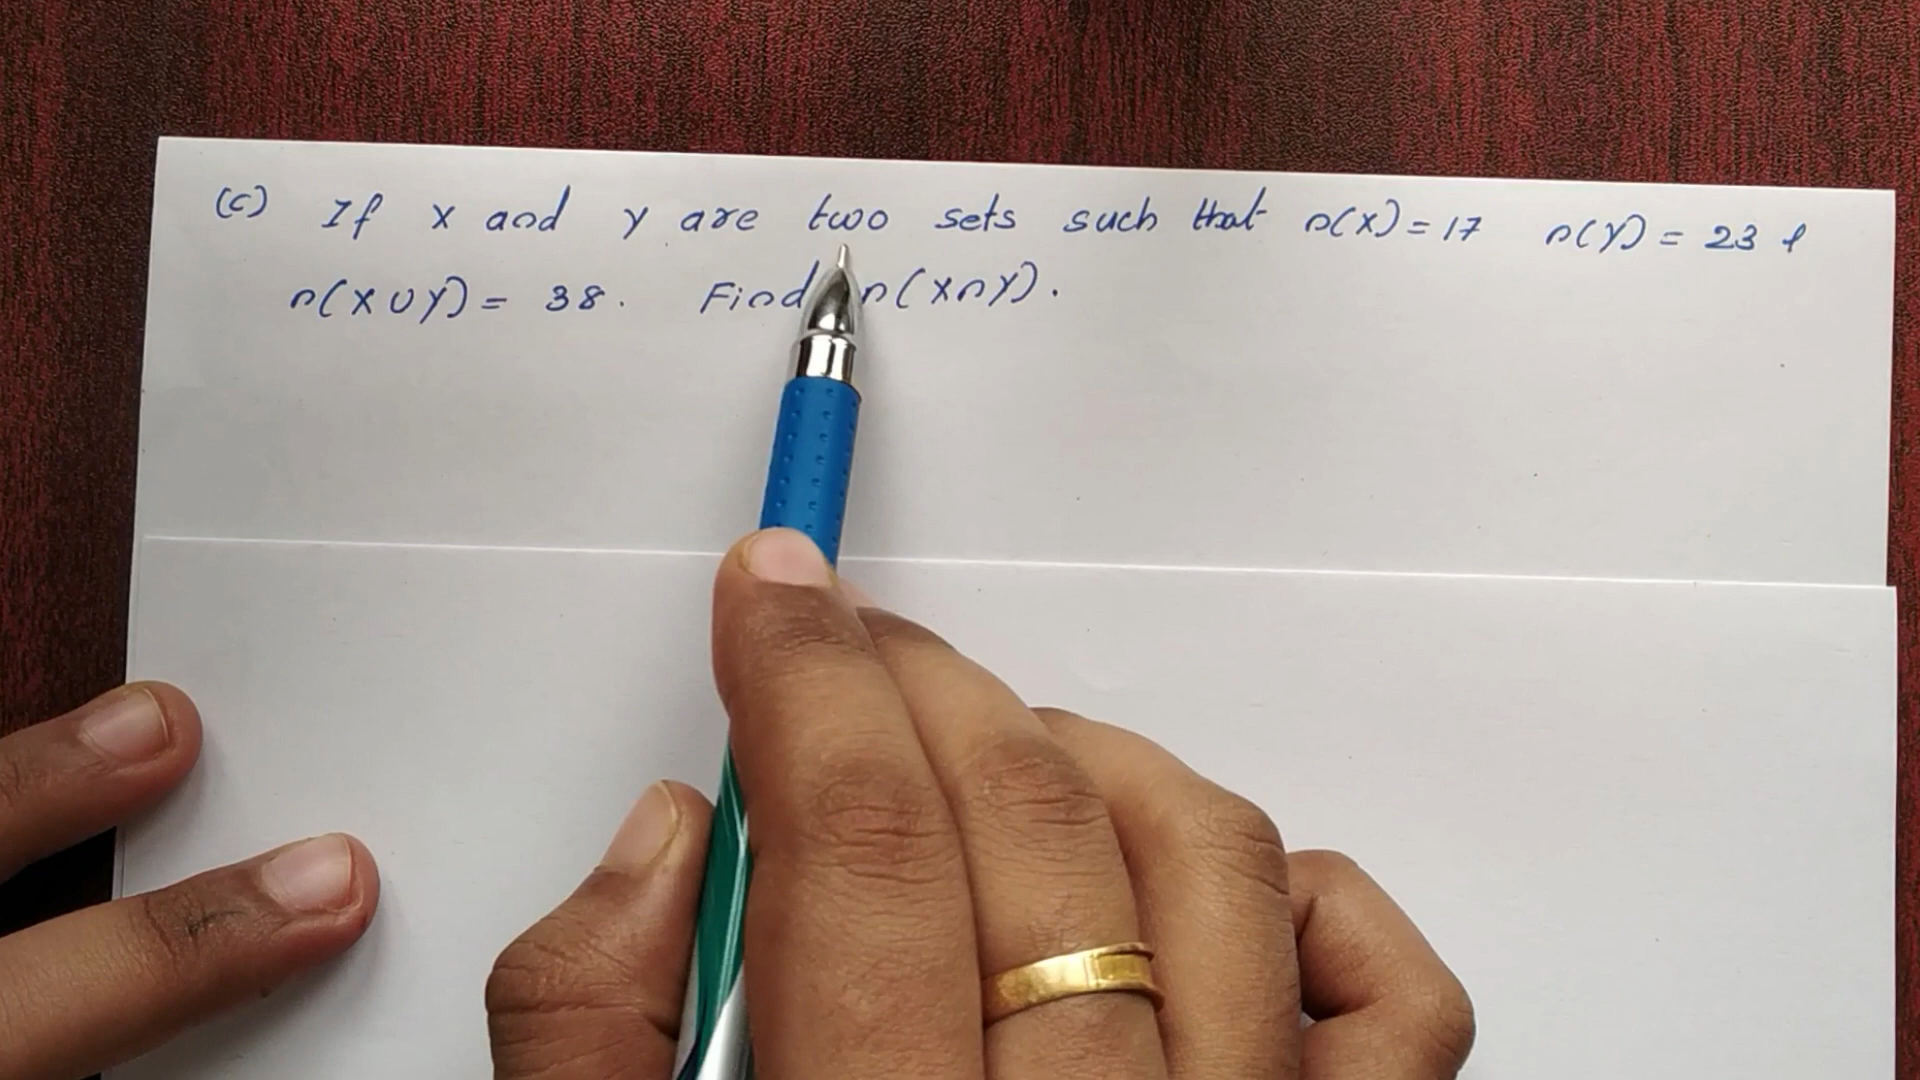 (c) If X and Y are two sets such that n(X) = 17 n(Y) = 23 &
n(X∪Y) = 38. Find n(X∩Y).